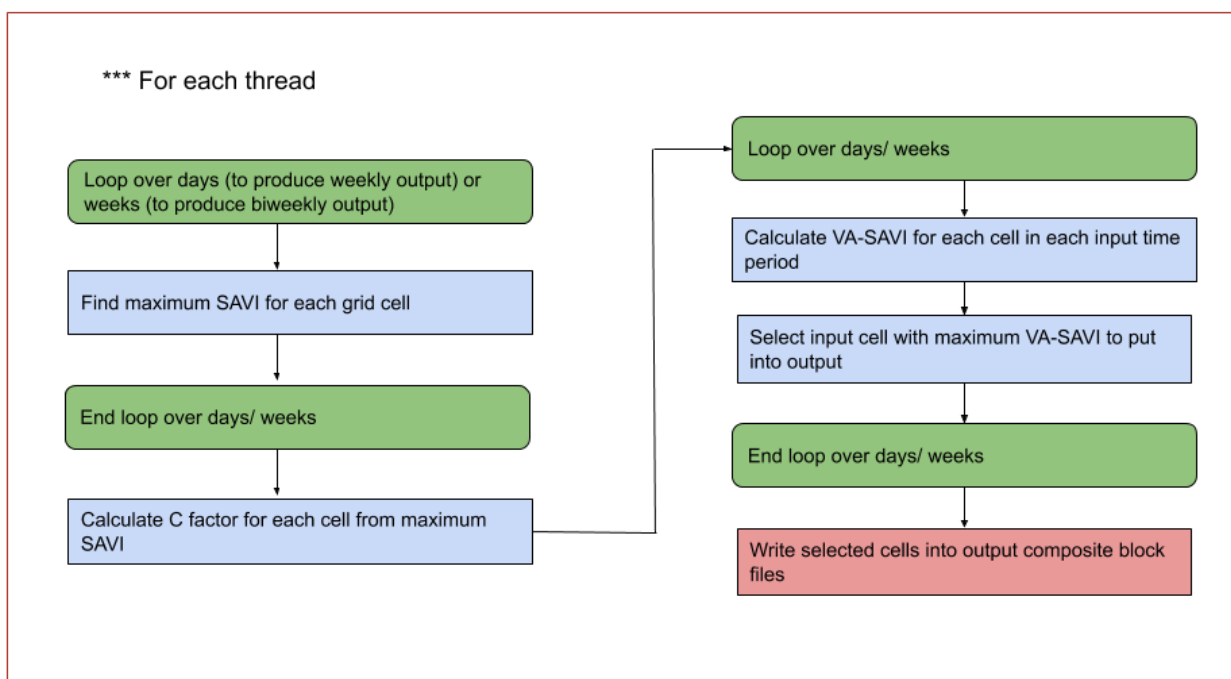 *** For each thread
Loop over days (to produce weekly output) or
weeks (to produce biweekly output)
Find maximum SAVI for each grid cell
End loop over days/ weeks
Calculate C factor for each cell from maximum
SAVI
Loop over days/ weeks
Calculate VA-SAVI for each cell in each input time
period
Select input cell with maximum VA-SAVI to put
into output
End loop over days/ weeks
Write selected cells into output composite block
files